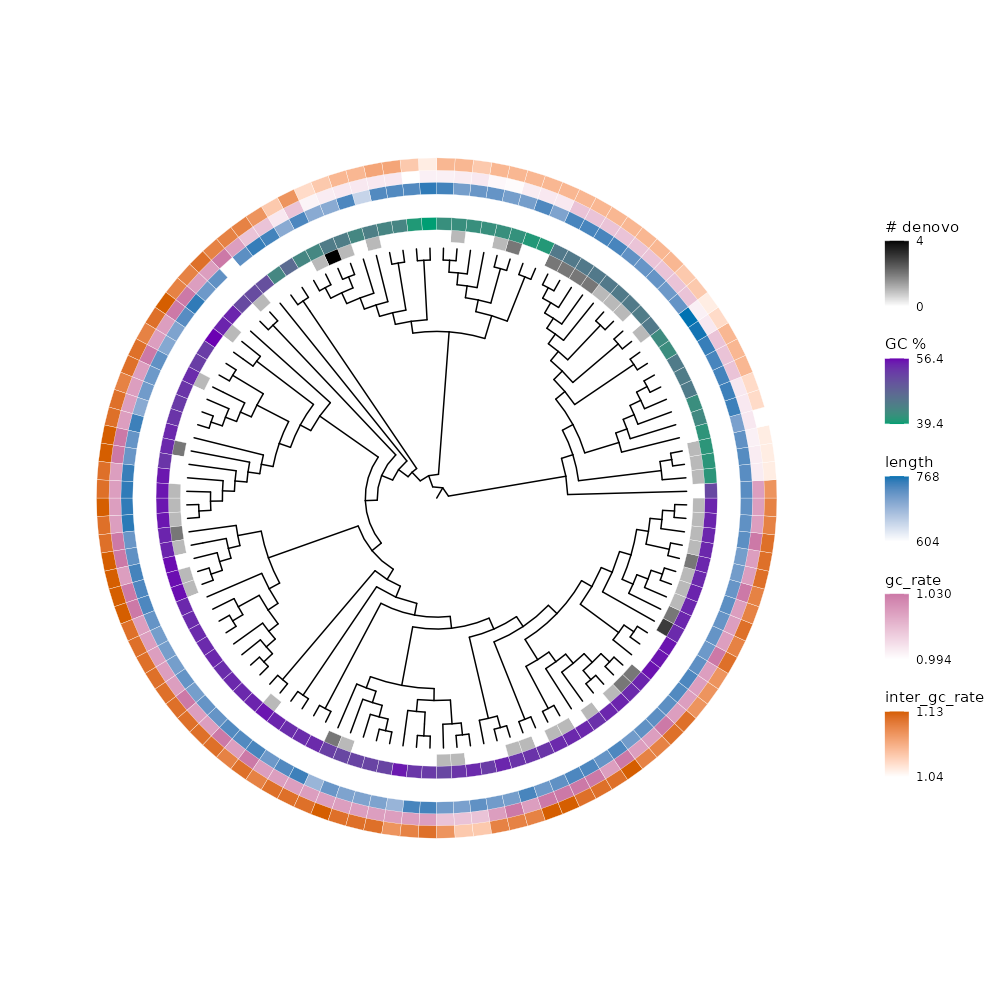 # denovo
4
0
GC %
56.4
39.4
length
768
604
gc_rate
1.030
0.994
inter_gc_rate
1.13
1.04